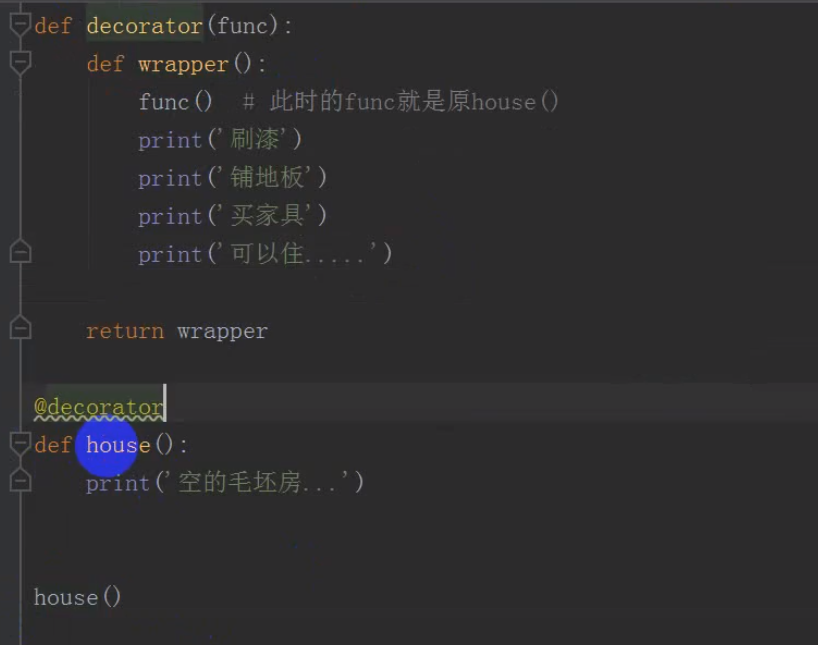 def decorator(func):
    def wrapper():
        func()  # 此时的func就是原house()
        print('刷漆')
        print('铺地板')
        print('买家具')
        print('可以住.....')
    return wrapper
@decorator
def house():
    print('空的毛坯房...')
house()